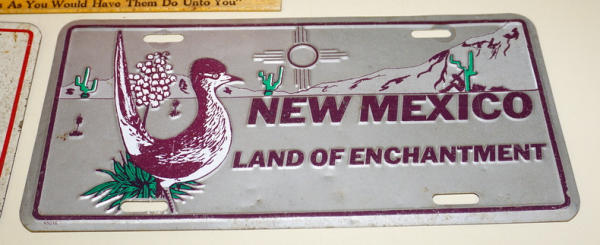 s As You Would Have Them Do Unto You"
NEW MEXICO
LAND OF ENCHANTMENT